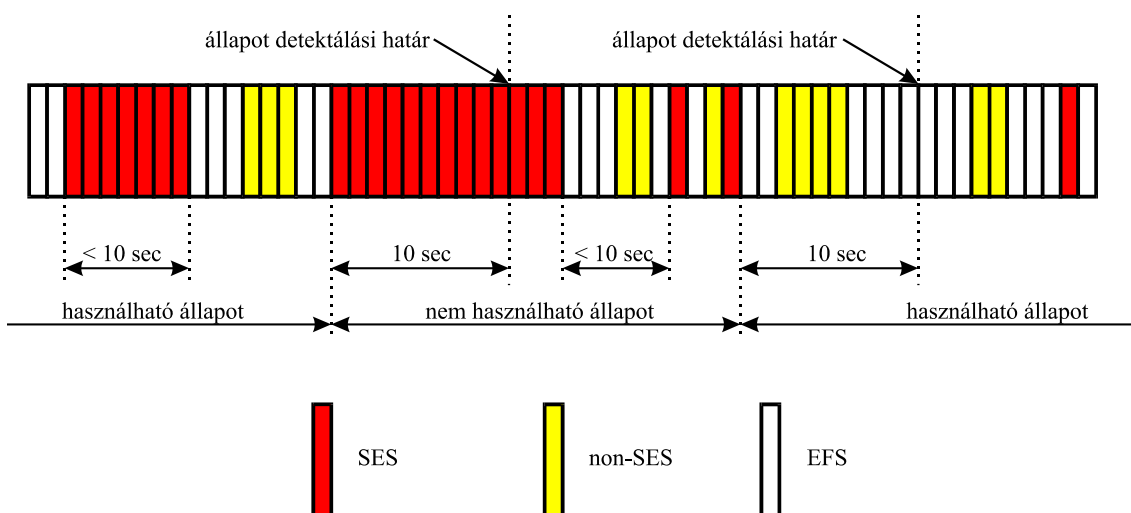 állapot detektálási határ
állapot detektálási határ
< 10 sec
10 sec
< 10 sec
10 sec
használható állapot
nem használható állapot
használható állapot
SES
non-SES
EFS